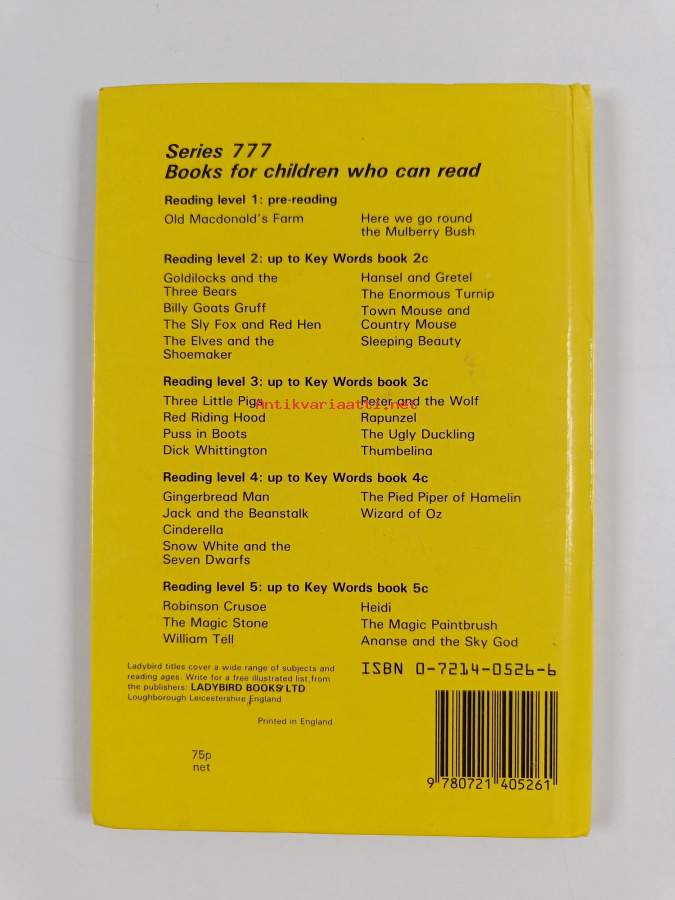 Series 777
Books for children who can read
Reading level 1: pre-reading
Old Macdonald's Farm
Here we go round
the Mulberry Bush
Reading level 2: up to Key Words book 2c
Goldilocks and the
Three Bears
Billy Goats Gruff
The Sly Fox and Red Hen
The Elves and the
Shoemaker
Hansel and Gretel
The Enormous Turnip
Town Mouse and
Country Mouse
Sleeping Beauty
Reading level 3: up to Key Words book 3c
Three Little Pigs
Red Riding Hood
Puss in Boots
Dick Whittington
Peter and the Wolf
Rapunzel
The Ugly Duckling
Thumbelina
Antikvariaatti.net
Reading level 4: up to Key Words book 4c
Gingerbread Man
Jack and the Beanstalk
Cinderella
Snow White and the
Seven Dwarfs
The Pied Piper of Hamelin
Wizard of Oz
Reading level 5: up to Key Words book 5c
Robinson Crusoe
The Magic Stone
William Tell
Heidi
The Magic Paintbrush
Ananse and the Sky God
Ladybird titles cover a wide range of subjects and
reading ages. Write for a free illustrated list from
the publishers: LADYBIRD BOOKS LTD
Loughborough Leicestershire England
Printed in England
75p
net
ISBN 0-7214-0526-6
9 780721 405261